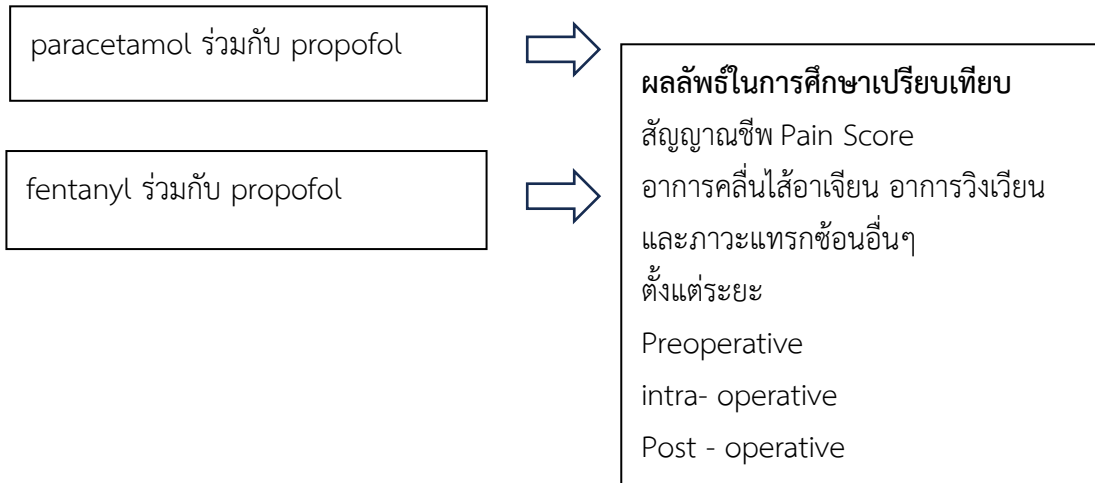 paracetamol ร่วมกับ propofol
fentanyl ร่วมกับ propofol
ผลลัพธ์ในการศึกษาเปรียบเทียบ
สัญญาณชีพ Pain Score
อาการคลื่นไส้อาเจียน อาการวิงเวียน
และภาวะแทรกซ้อนอื่นๆ
ตั้งแต่ระยะ
Preoperative
intra- operative
Post - operative